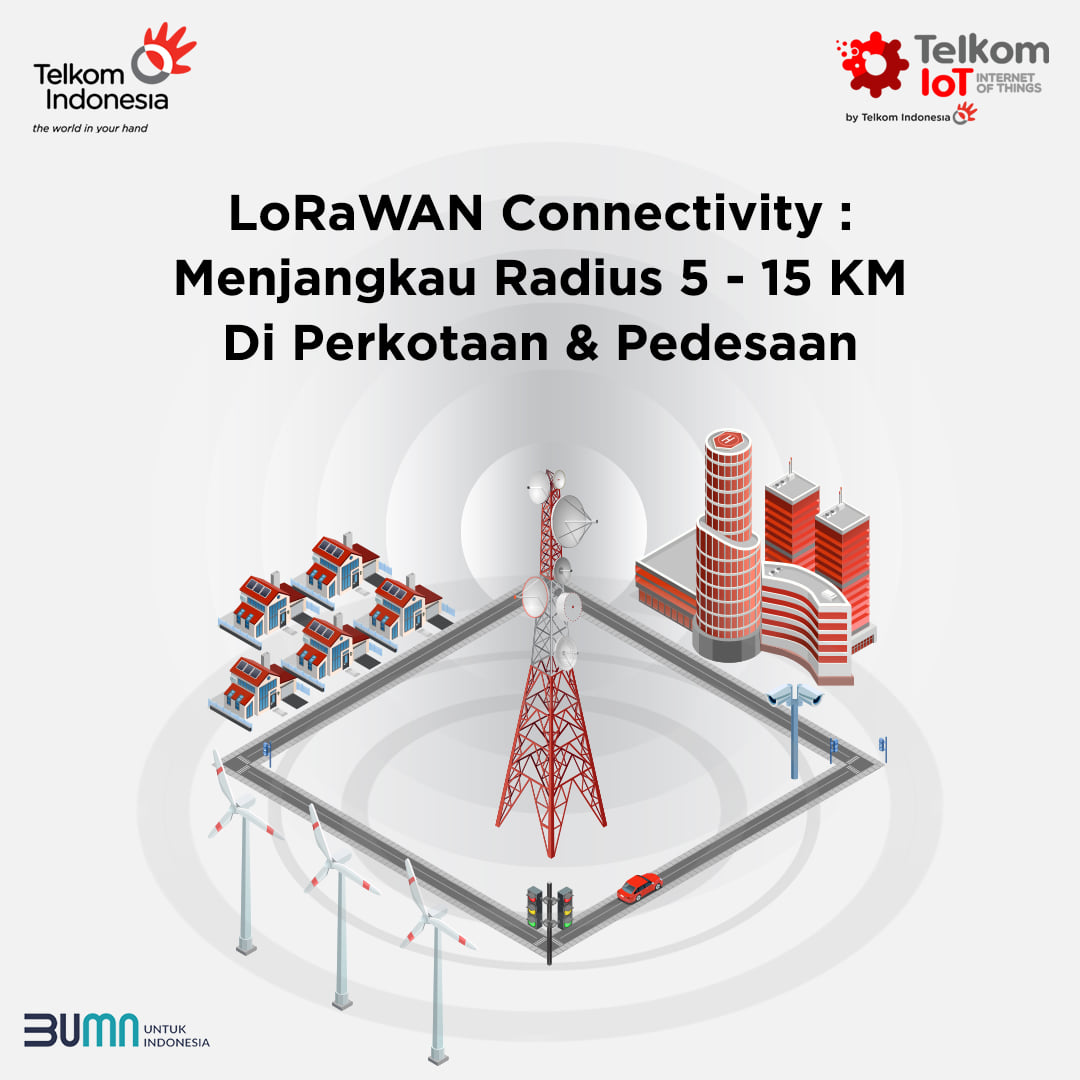 Telkom
Indonesia
the world in your hand
Telkom
IoT INTERNET
OF THINGS
by Telkom Indonesia
LoRaWAN Connectivity :
Menjangkau Radius 5 - 15 KM
Di Perkotaan & Pedesaan
H
BUMN UNTUK
INDONESIA